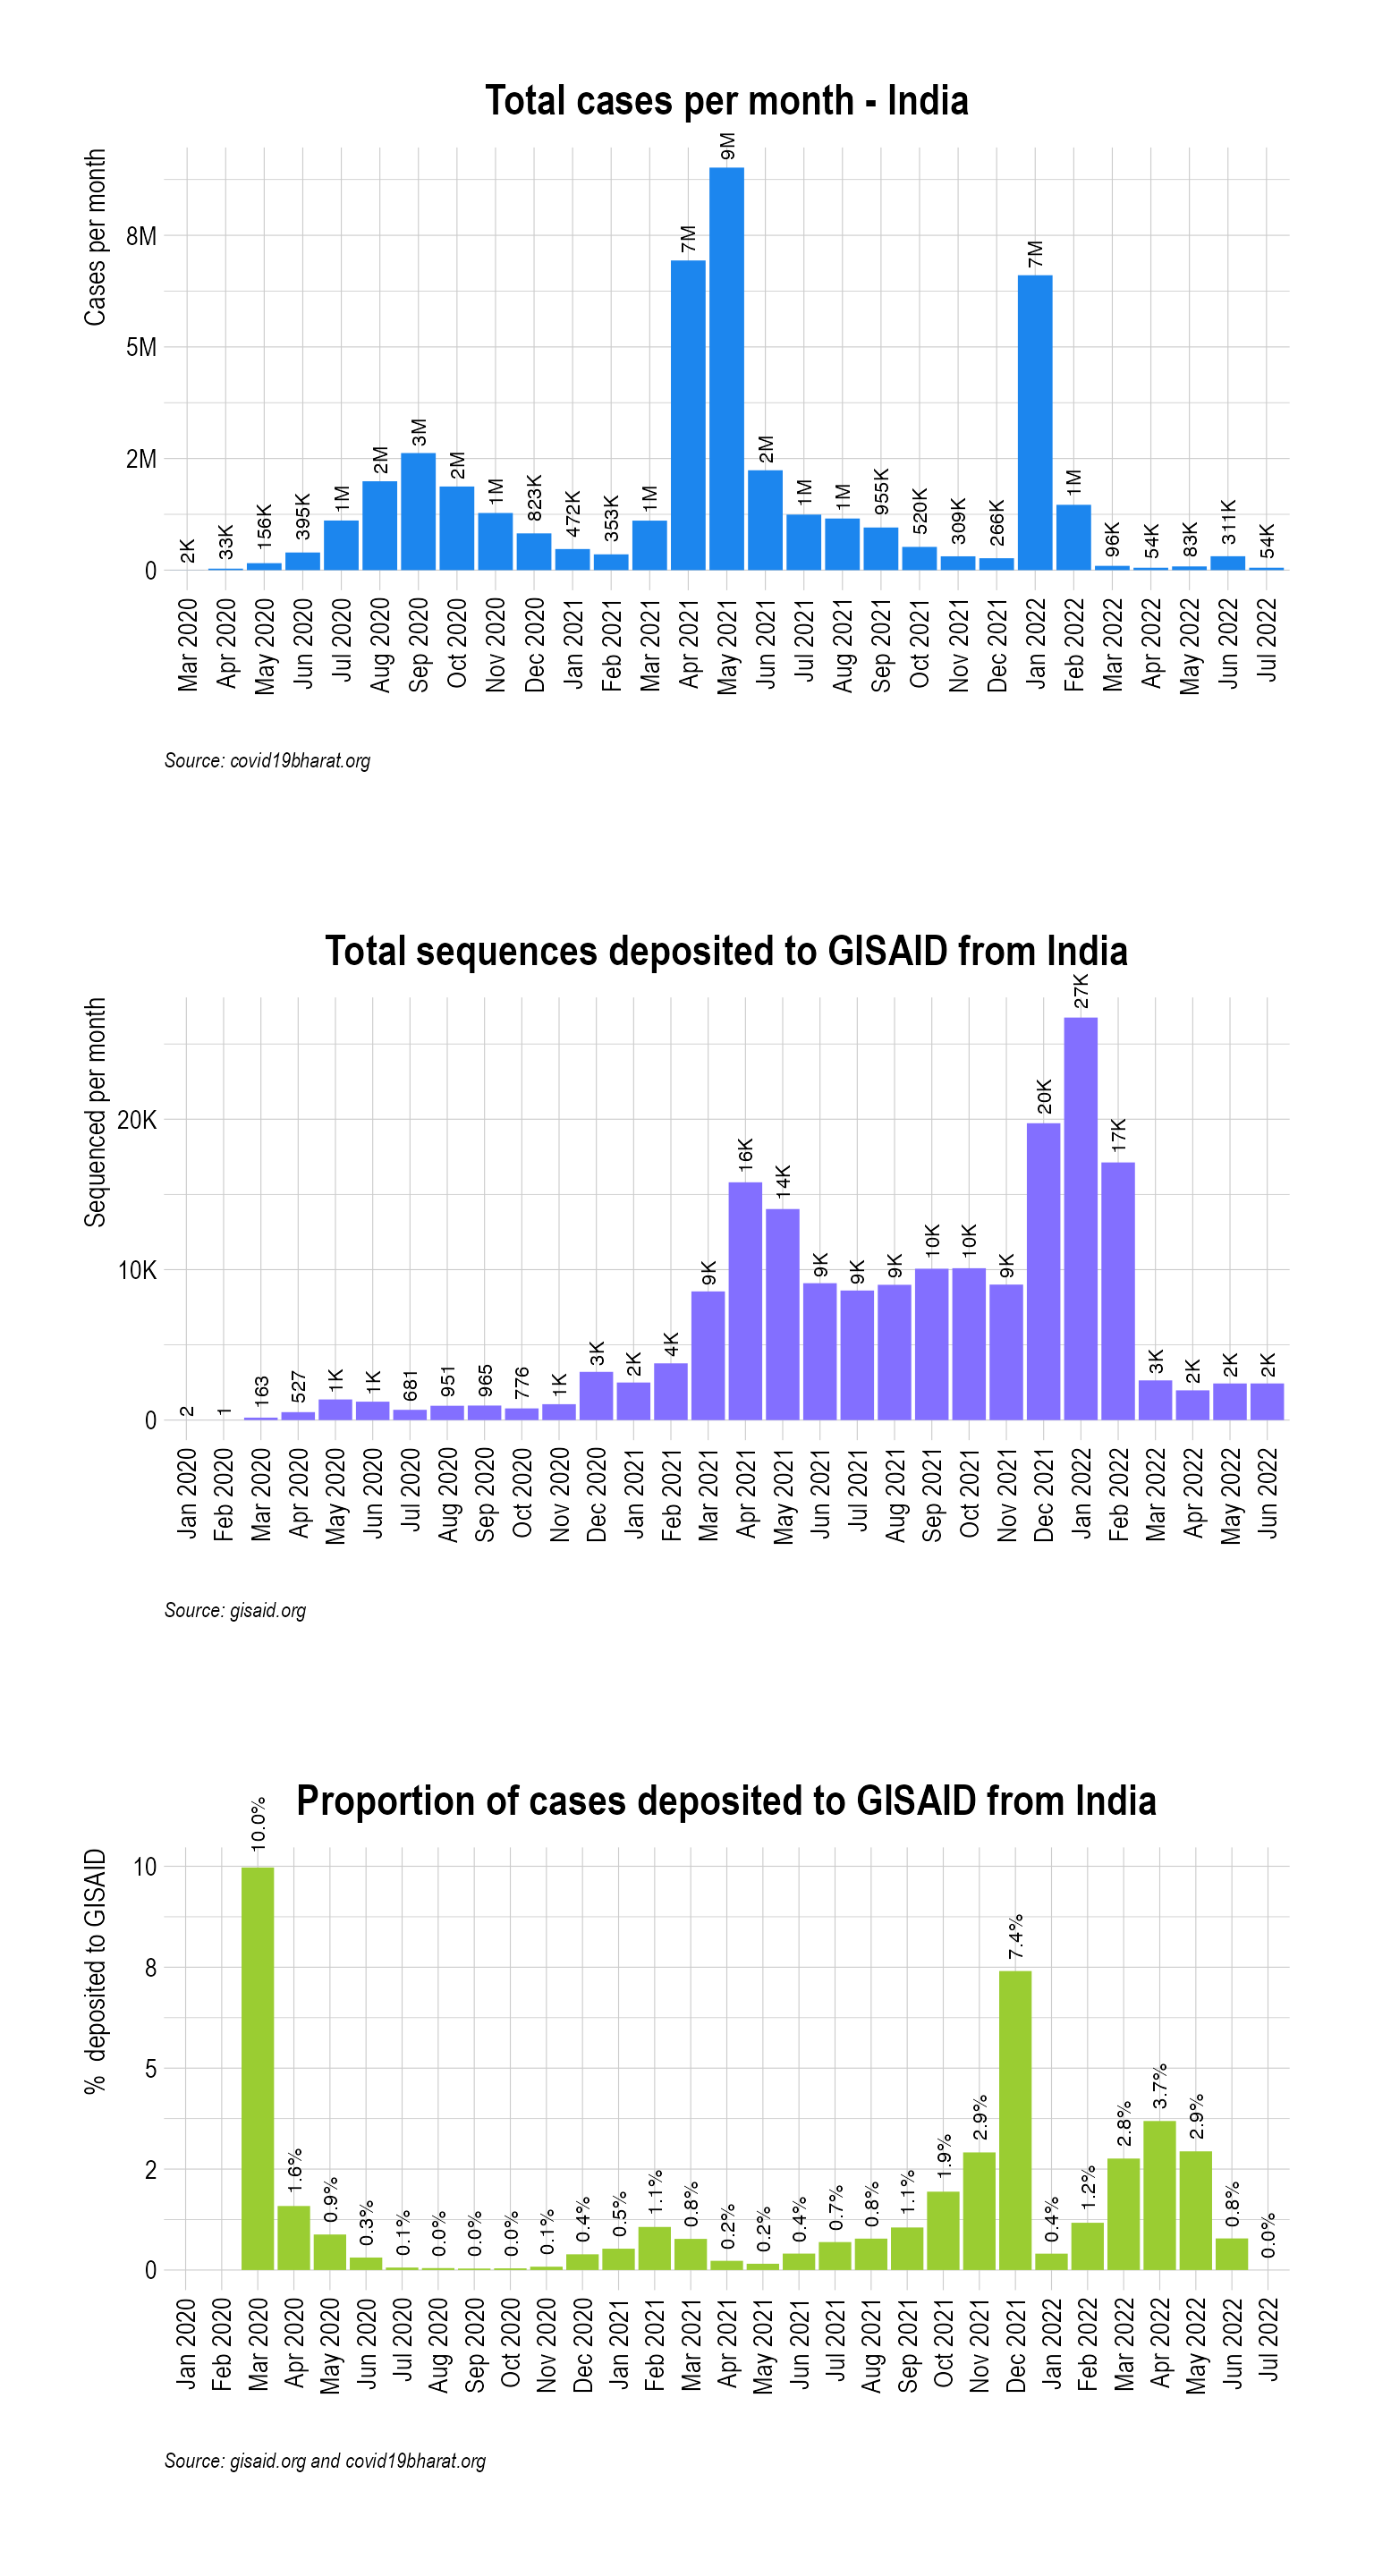 Total cases per month - India
Cases per month
8M
5M
2M
0
2K
33K
156K
395K
1M
2M
3M
2M
1M
823K
472K
353K
1M
7M
9M
2M
1M
1M
955K
520K
309K
266K
7M
1M
96K
54K
83K
311K
54K
Mar 2020
Apr 2020
May 2020
Jun 2020
Jul 2020
Aug 2020
Sep 2020
Oct 2020
Nov 2020
Dec 2020
Jan 2021
Feb 2021
Mar 2021
Apr 2021
May 2021
Jun 2021
Jul 2021
Aug 2021
Sep 2021
Oct 2021
Nov 2021
Dec 2021
Jan 2022
Feb 2022
Mar 2022
Apr 2022
May 2022
Jun 2022
Jul 2022
Source: covid19bharat.org
Total sequences deposited to GISAID from India
Sequenced per month
20K
10K
0
2
1
163
527
1K
1K
681
951
965
776
1K
3K
2K
4K
9K
16K
14K
9K
9K
9K
10K
10K
9K
20K
27K
17K
3K
2K
2K
2K
Jan 2020
Feb 2020
Mar 2020
Apr 2020
May 2020
Jun 2020
Jul 2020
Aug 2020
Sep 2020
Oct 2020
Nov 2020
Dec 2020
Jan 2021
Feb 2021
Mar 2021
Apr 2021
May 2021
Jun 2021
Jul 2021
Aug 2021
Sep 2021
Oct 2021
Nov 2021
Dec 2021
Jan 2022
Feb 2022
Mar 2022
Apr 2022
May 2022
Jun 2022
Source: gisaid.org
Proportion of cases deposited to GISAID from India
% deposited to GISAID
10
8
5
2
0
10.0%
1.6%
0.9%
0.3%
0.1%
0.0%
0.0%
0.0%
0.1%
0.4%
0.5%
1.1%
0.8%
0.2%
0.2%
0.4%
0.7%
0.8%
1.1%
1.9%
2.9%
7.4%
0.4%
1.2%
2.8%
3.7%
2.9%
0.8%
0.0%
Jan 2020
Feb 2020
Mar 2020
Apr 2020
May 2020
Jun 2020
Jul 2020
Aug 2020
Sep 2020
Oct 2020
Nov 2020
Dec 2020
Jan 2021
Feb 2021
Mar 2021
Apr 2021
May 2021
Jun 2021
Jul 2021
Aug 2021
Sep 2021
Oct 2021
Nov 2021
Dec 2021
Jan 2022
Feb 2022
Mar 2022
Apr 2022
May 2022
Jun 2022
Jul 2022
Source: gisaid.org and covid19bharat.org